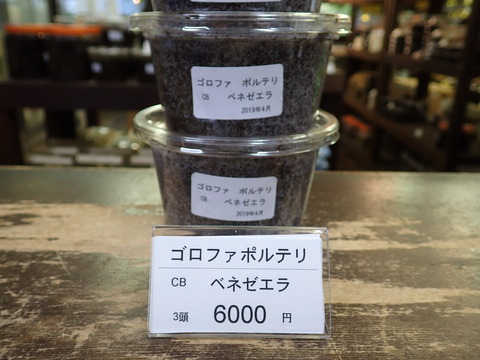 ゴロファ ポルテリ
CB ベネゼエラ
2019年4月
ゴロファ ポルテリ
CB ベネゼエラ
2019年4月
ゴロファポルテリ
CB ベネゼエラ
3頭 6000 円